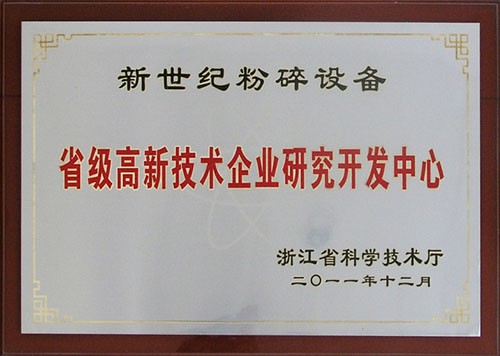 新世纪粉碎设备
省级高新技术企业研究开发中心
浙江省科学技术厅
二〇一一年十二月